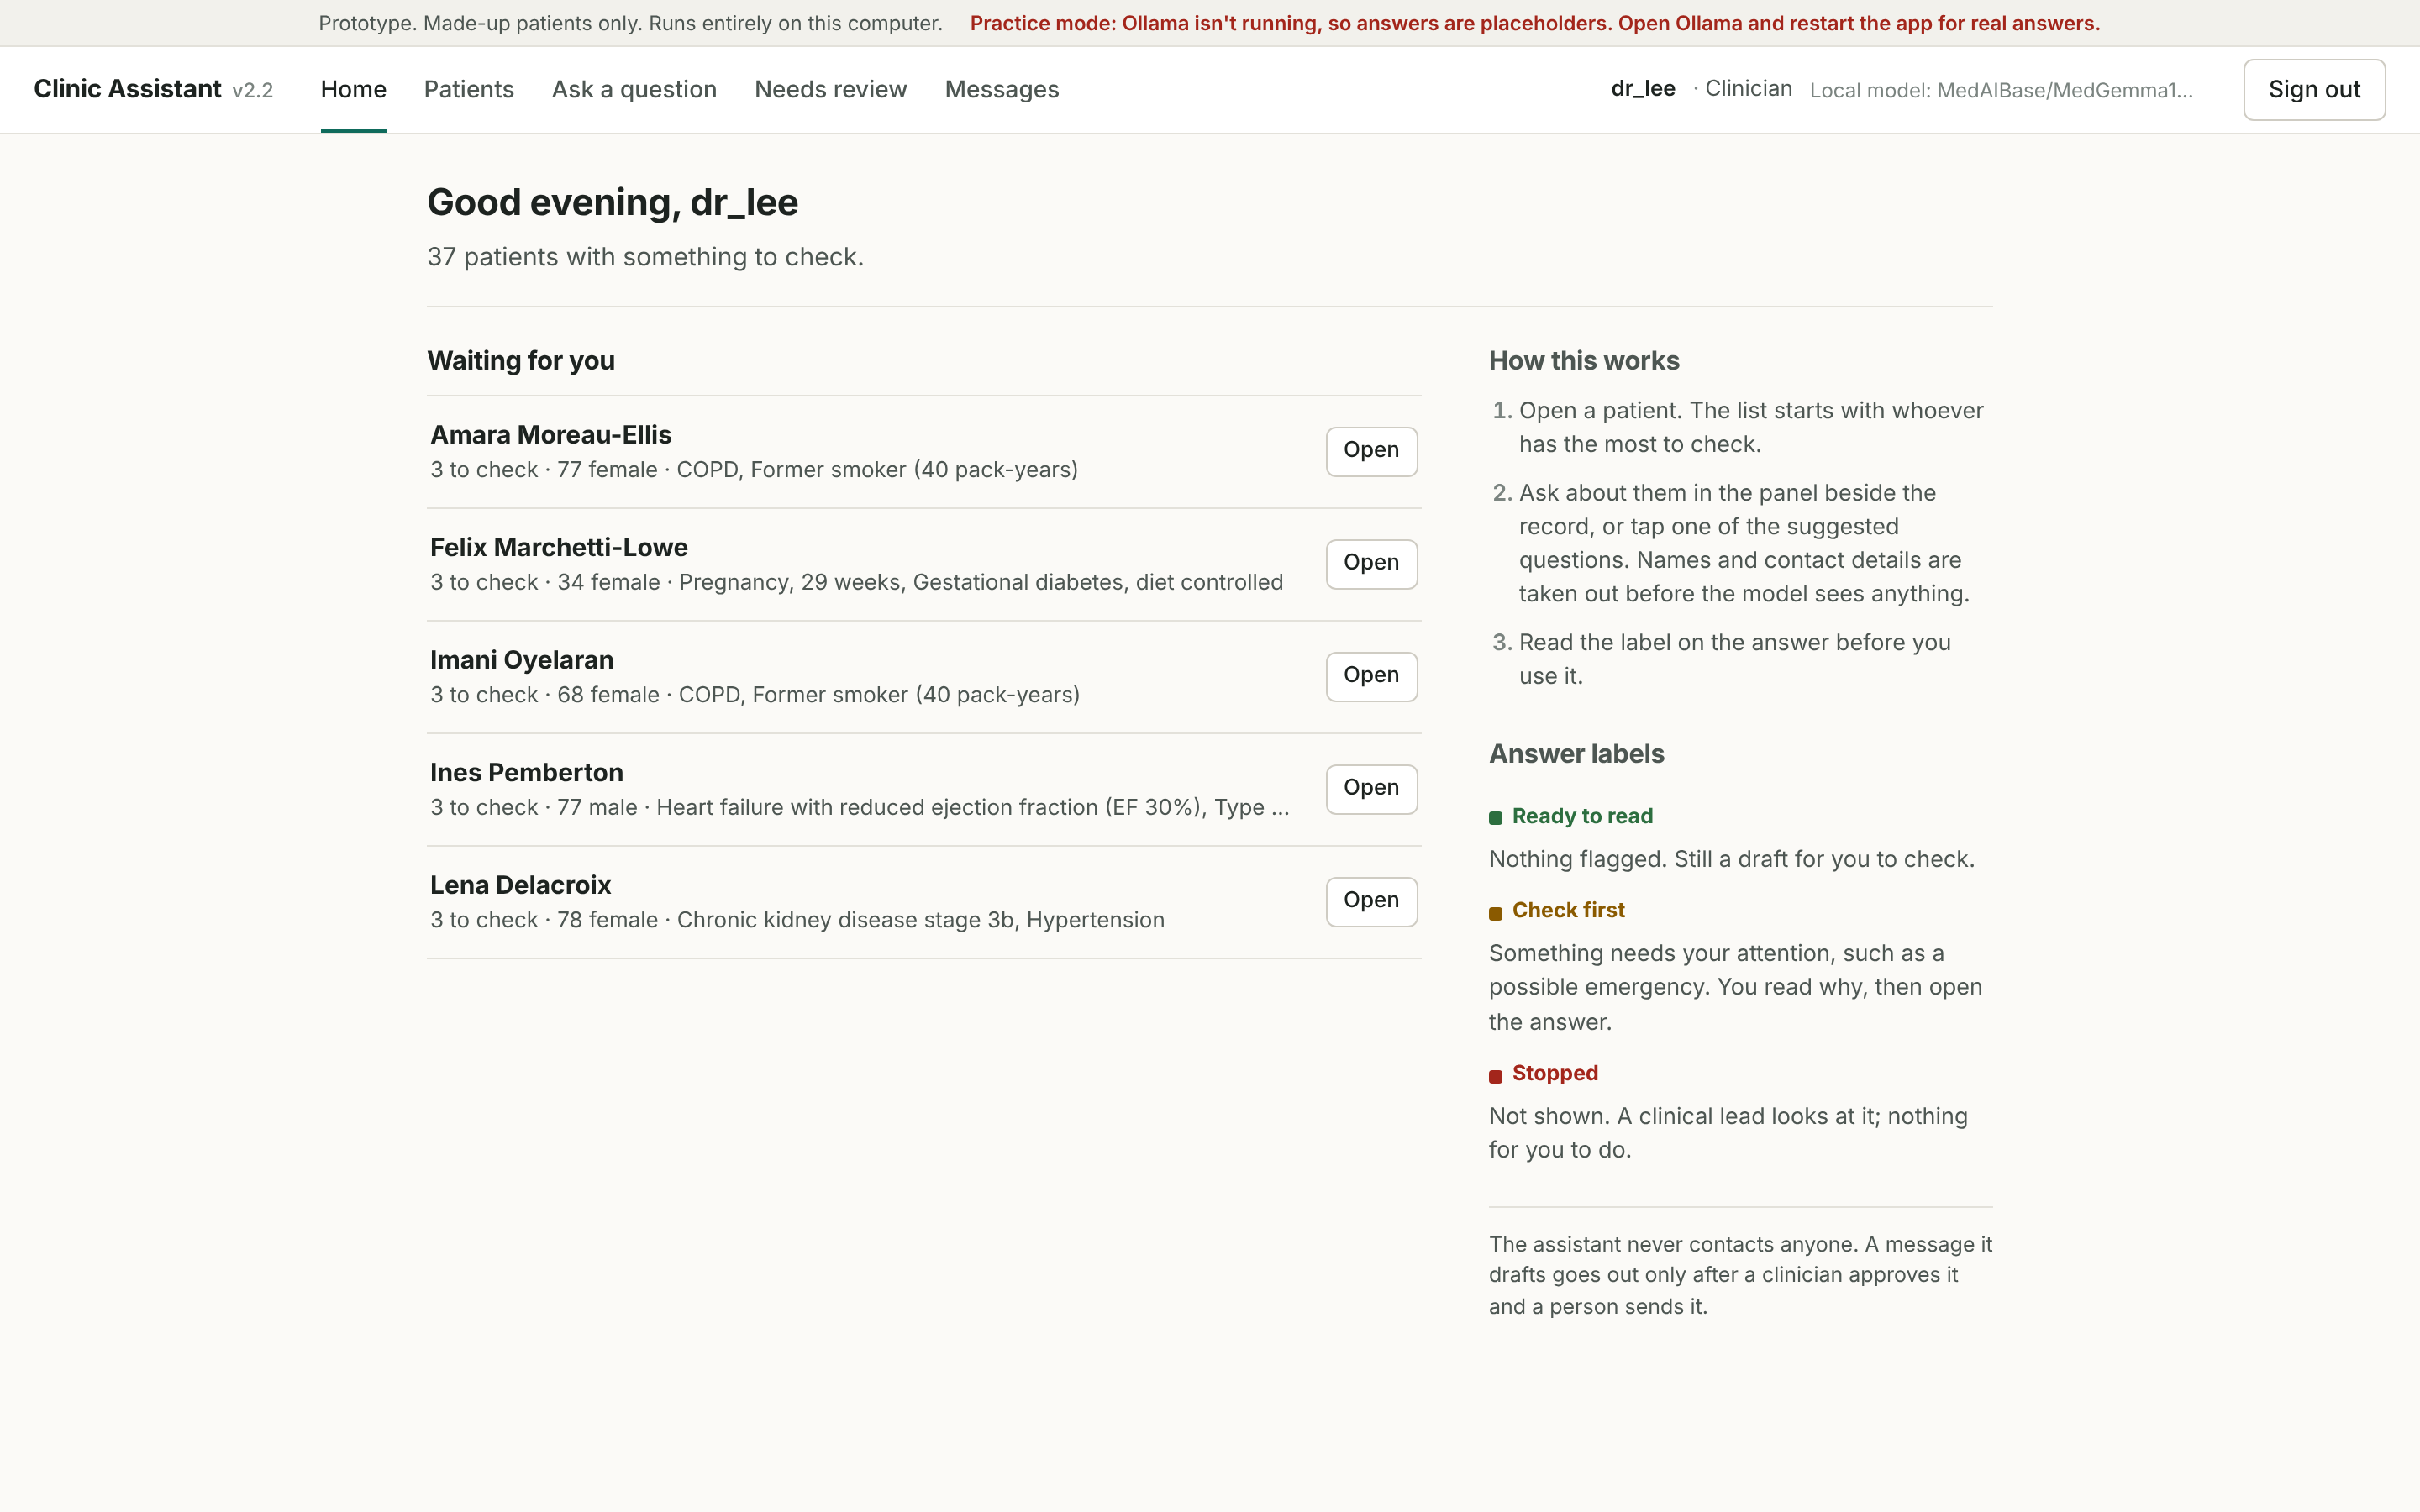 Prototype. Made-up patients only. Runs entirely on this computer. Practice mode: Ollama isn't running, so answers are placeholders. Open Ollama and restart the app for real answers.
Clinic Assistant v2.2 Home Patients Ask a question Needs review Messages dr_lee · Clinician Local model: MedAIBase/MedGemma1... Sign out
Good evening, dr_lee
37 patients with something to check.
Waiting for you
Amara Moreau-Ellis
3 to check · 77 female · COPD, Former smoker (40 pack-years)
Open
Felix Marchetti-Lowe
3 to check · 34 female · Pregnancy, 29 weeks, Gestational diabetes, diet controlled
Open
Imani Oyelaran
3 to check · 68 female · COPD, Former smoker (40 pack-years)
Open
Ines Pemberton
3 to check · 77 male · Heart failure with reduced ejection fraction (EF 30%), Type ...
Open
Lena Delacroix
3 to check · 78 female · Chronic kidney disease stage 3b, Hypertension
Open
How this works
1. Open a patient. The list starts with whoever
has the most to check.
2. Ask about them in the panel beside the
record, or tap one of the suggested
questions. Names and contact details are
taken out before the model sees anything.
3. Read the label on the answer before you
use it.
Answer labels
Ready to read
Nothing flagged. Still a draft for you to check.
Check first
Something needs your attention, such as a
possible emergency. You read why, then open
the answer.
Stopped
Not shown. A clinical lead looks at it; nothing
for you to do.
The assistant never contacts anyone. A message it
drafts goes out only after a clinician approves it
and a person sends it.